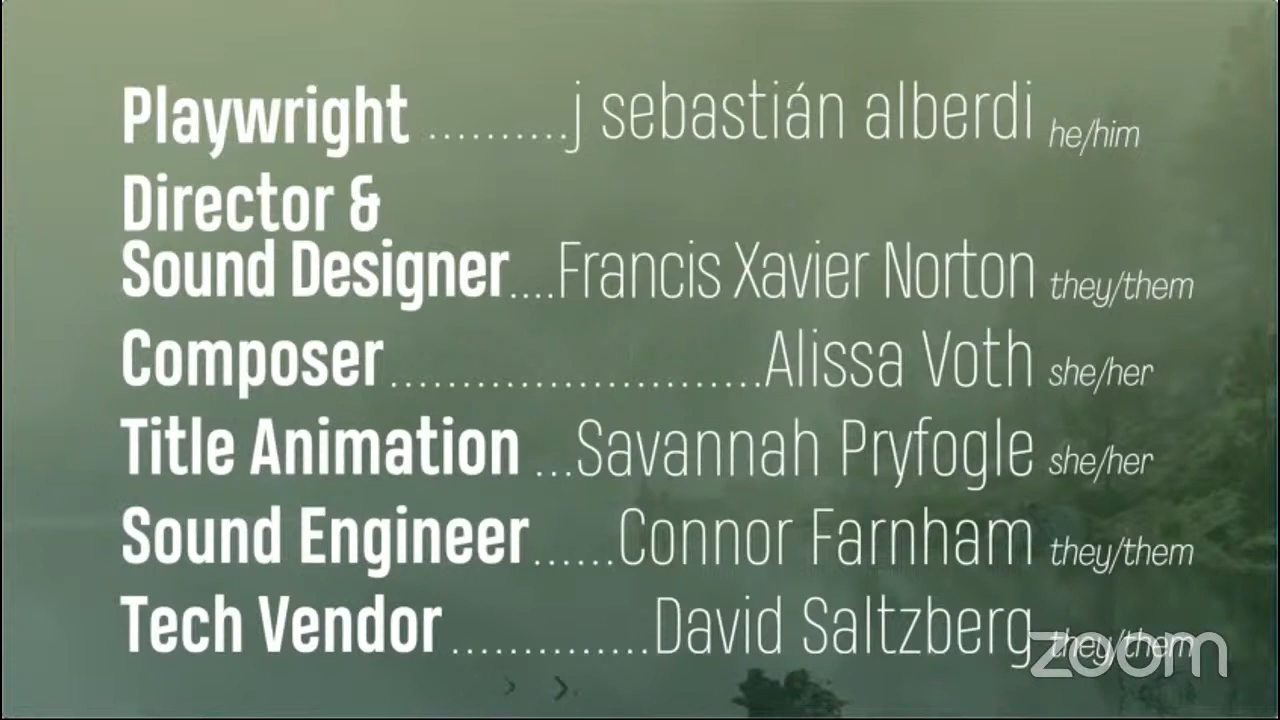 Playwright ..........j sebastián alberdi he/him
Director &
Sound Designer....Francis Xavier Norton they/them
Composer..........................Alissa Voth she/her
Title Animation ...Savannah Pryfogle she/her
Sound Engineer......Connor Farnham they/them
Tech Vendor ..............David Saltzberg they/them
zoom